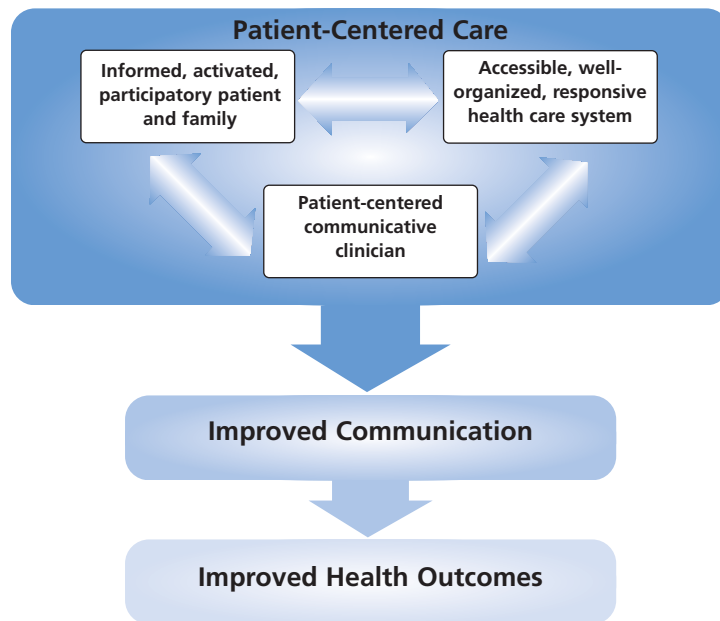 Patient-Centered Care
Informed, activated,
participatory patient
and family
Accessible, well-
organized, responsive
health care system
Patient-centered
communicative
clinician
Improved Communication
Improved Health Outcomes